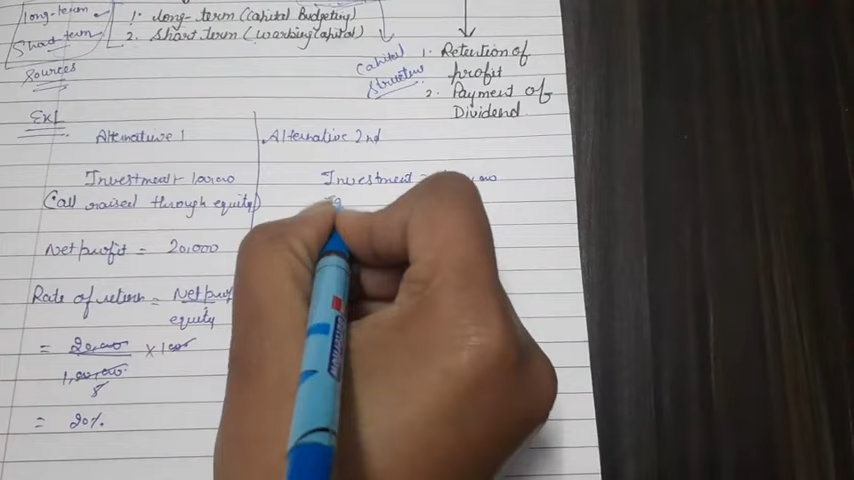 Long-term
Short term
Sources
1. Long-term (Capital Budgeting)
2. Short term (Working Capital)
Capital
Structure
1. Retention of
profit
2. Payment of
Dividend
Ex1
Alternative 1
Investment 1,00,000
(All raised through equity)
Net profit = 20,000
Rate of return =
equity
= 20,000 × 100
1,00,000
= 20%
Alternative 2nd
Investment =